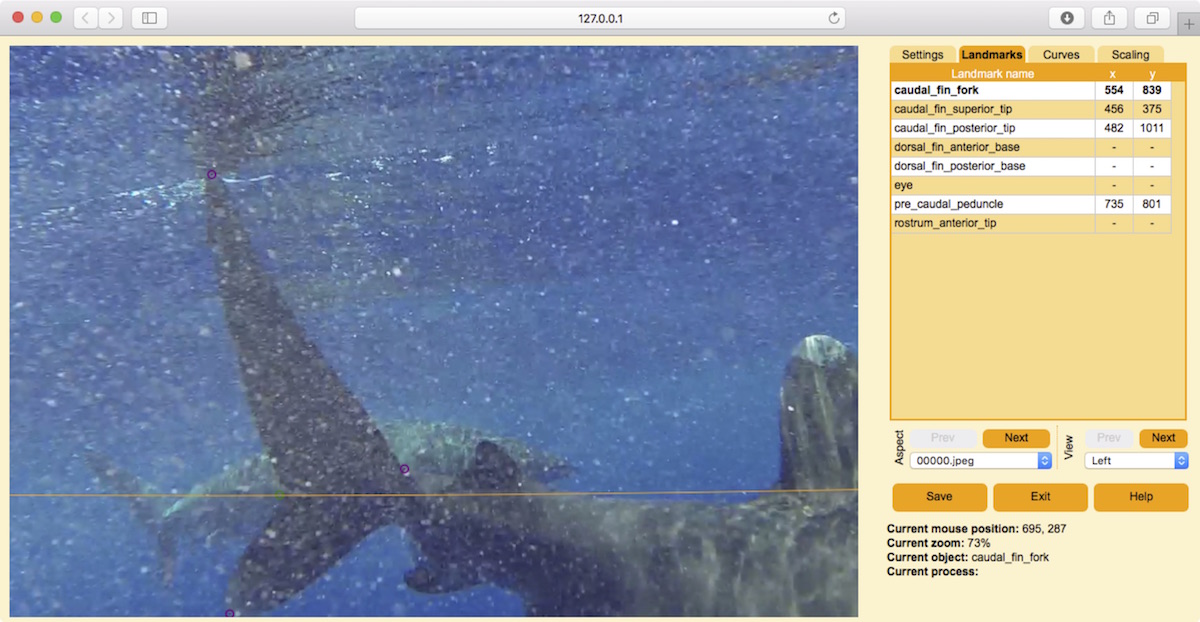 127.0.0.1
Settings Landmarks Curves Scaling
Landmark name x y
caudal_fin_fork 554 839
caudal_fin_superior_tip 456 375
caudal_fin_posterior_tip 482 1011
dorsal_fin_anterior_base - -
dorsal_fin_posterior_base - -
eye - -
pre_caudal_peduncle 735 801
rostrum_anterior_tip - -
Aspect Prev Next View Prev Next
00000.jpeg Left
Save Exit Help
Current mouse position: 695, 287
Current zoom: 73%
Current object: caudal_fin_fork
Current process: